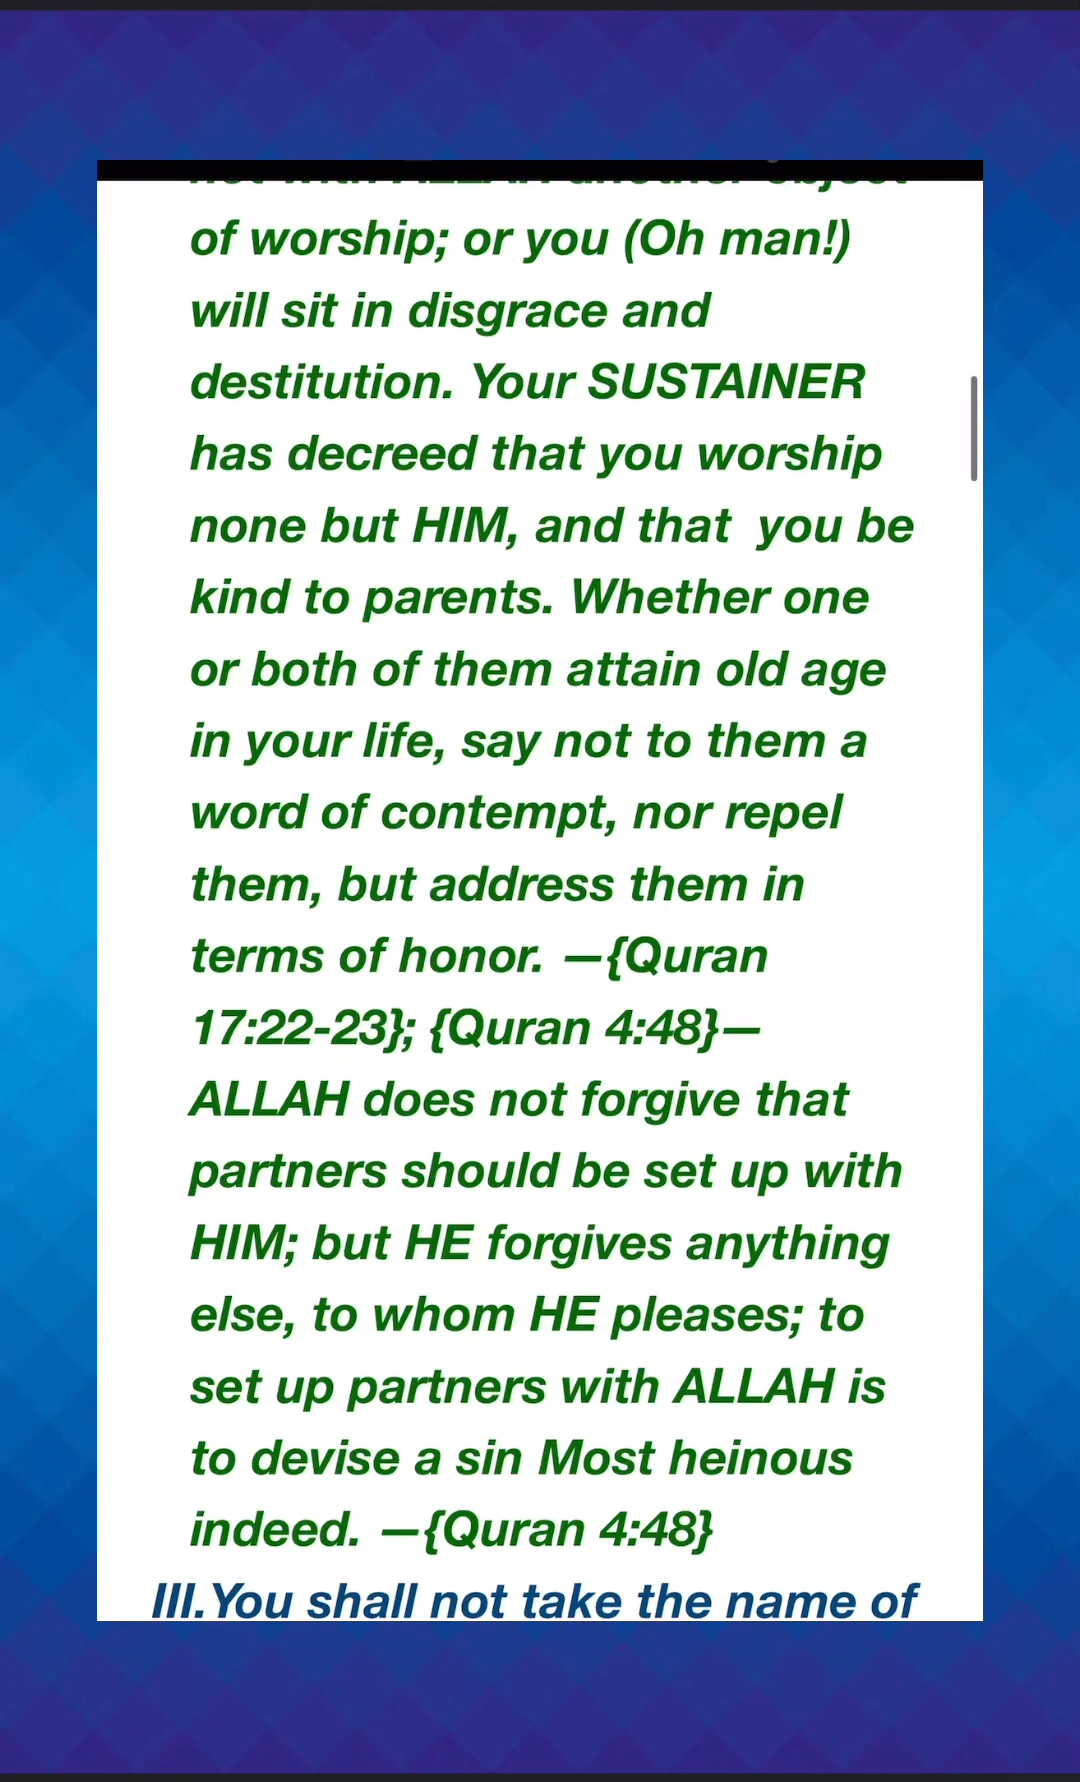 of worship; or you (Oh man!)
will sit in disgrace and
destitution. Your SUSTAINER
has decreed that you worship
none but HIM, and that  you be
kind to parents. Whether one
or both of them attain old age
in your life, say not to them a
word of contempt, nor repel
them, but address them in
terms of honor. —{Quran
17:22-23}; {Quran 4:48}—
ALLAH does not forgive that
partners should be set up with
HIM; but HE forgives anything
else, to whom HE pleases; to
set up partners with ALLAH is
to devise a sin Most heinous
indeed. —{Quran 4:48}
III.You shall not take the name of